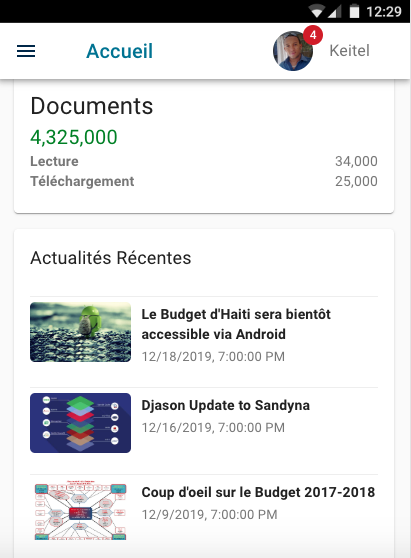 12:29
Accueil
4
Keitel
Documents
4,325,000
Lecture 34,000
Téléchargement 25,000
Actualités Récentes
Le Budget d'Haiti sera bientôt
accessible via Android
12/18/2019, 7:00:00 PM
Djason Update to Sandyna
12/16/2019, 7:00:00 PM
Coup d'oeil sur le Budget 2017-2018
12/9/2019, 7:00:00 PM